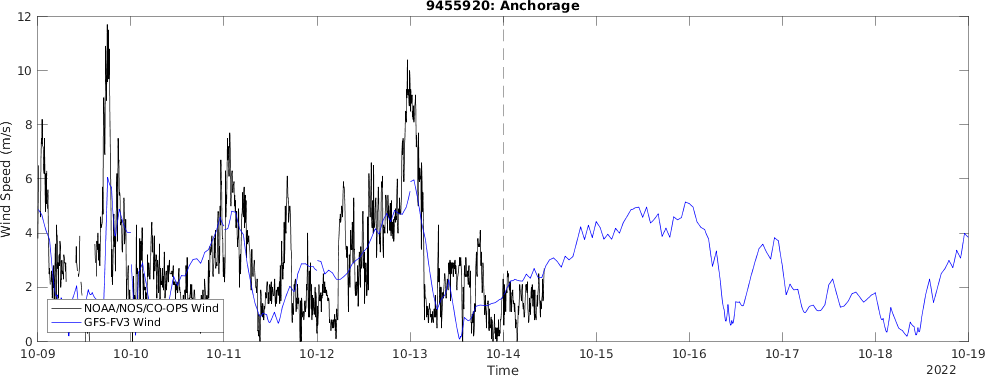 9455920: Anchorage
12
10
8
6
4
2
0
Wind Speed (m/s)
NOAA/NOS/CO-OPS Wind
GFS-FV3 Wind
10-09 10-10 10-11 10-12 10-13 10-14 10-15 10-16 10-17 10-18 10-19
Time
2022